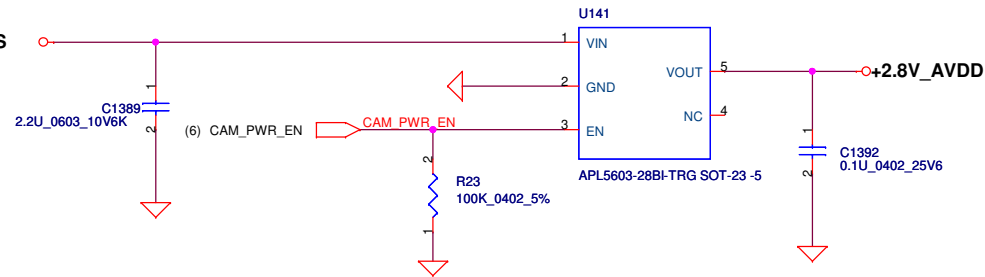 U141
S
1
VIN
C1389
2.2U_0603_10V6K
1
2
2
GND
VOUT
5
+2.8V_AVDD
NC
4
(6) CAM_PWR_EN
CAM_PWR_EN
3
EN
APL5603-28BI-TRG SOT-23 -5
1
2
C1392
0.1U_0402_25V6
2
1
R23
100K_0402_5%